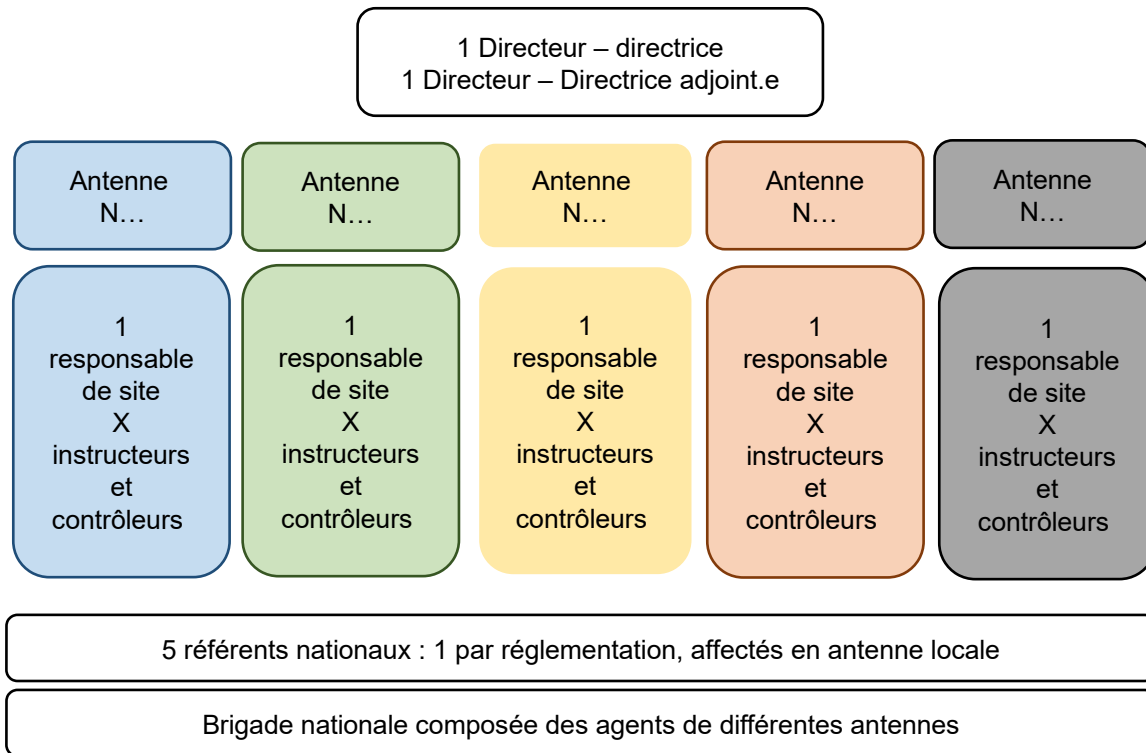 1 Directeur – directrice
1 Directeur – Directrice adjoint.e
Antenne
N…
Antenne
N…
Antenne
N…
Antenne
N…
Antenne
N…
1
responsable
de site
X
instructeurs
et
contrôleurs
1
responsable
de site
X
instructeurs
et
contrôleurs
1
responsable
de site
X
instructeurs
et
contrôleurs
1
responsable
de site
X
instructeurs
et
contrôleurs
1
responsable
de site
X
instructeurs
et
contrôleurs
5 référents nationaux : 1 par réglementation, affectés en antenne locale
Brigade nationale composée des agents de différentes antennes